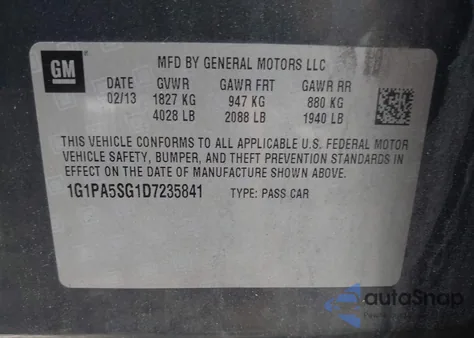 GM
MFD BY GENERAL MOTORS LLC
DATE GVWR GAWR FRT GAWR RR
02/13 1827 KG 947 KG 880 KG
4028 LB 2088 LB 1940 LB
THIS VEHICLE CONFORMS TO ALL APPLICABLE U.S. FEDERAL MOTOR
VEHICLE SAFETY, BUMPER, AND THEFT PREVENTION STANDARDS IN
EFFECT ON THE DATE OF MANUFACTURE SHOWN ABOVE.
1G1PA5SG1D7235841 TYPE: PASS CAR
autoSnap